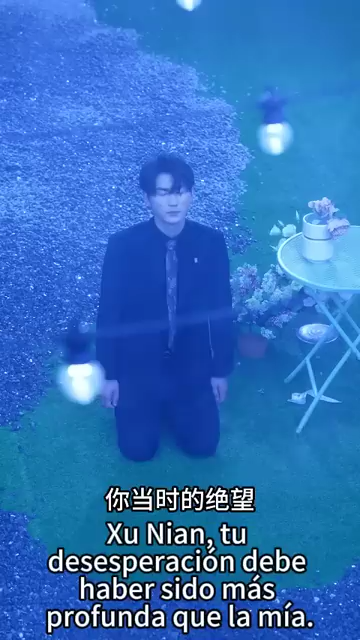 你当时的绝望
Xu Nian, tu
desesperación debe
haber sido más
profunda que la mía.